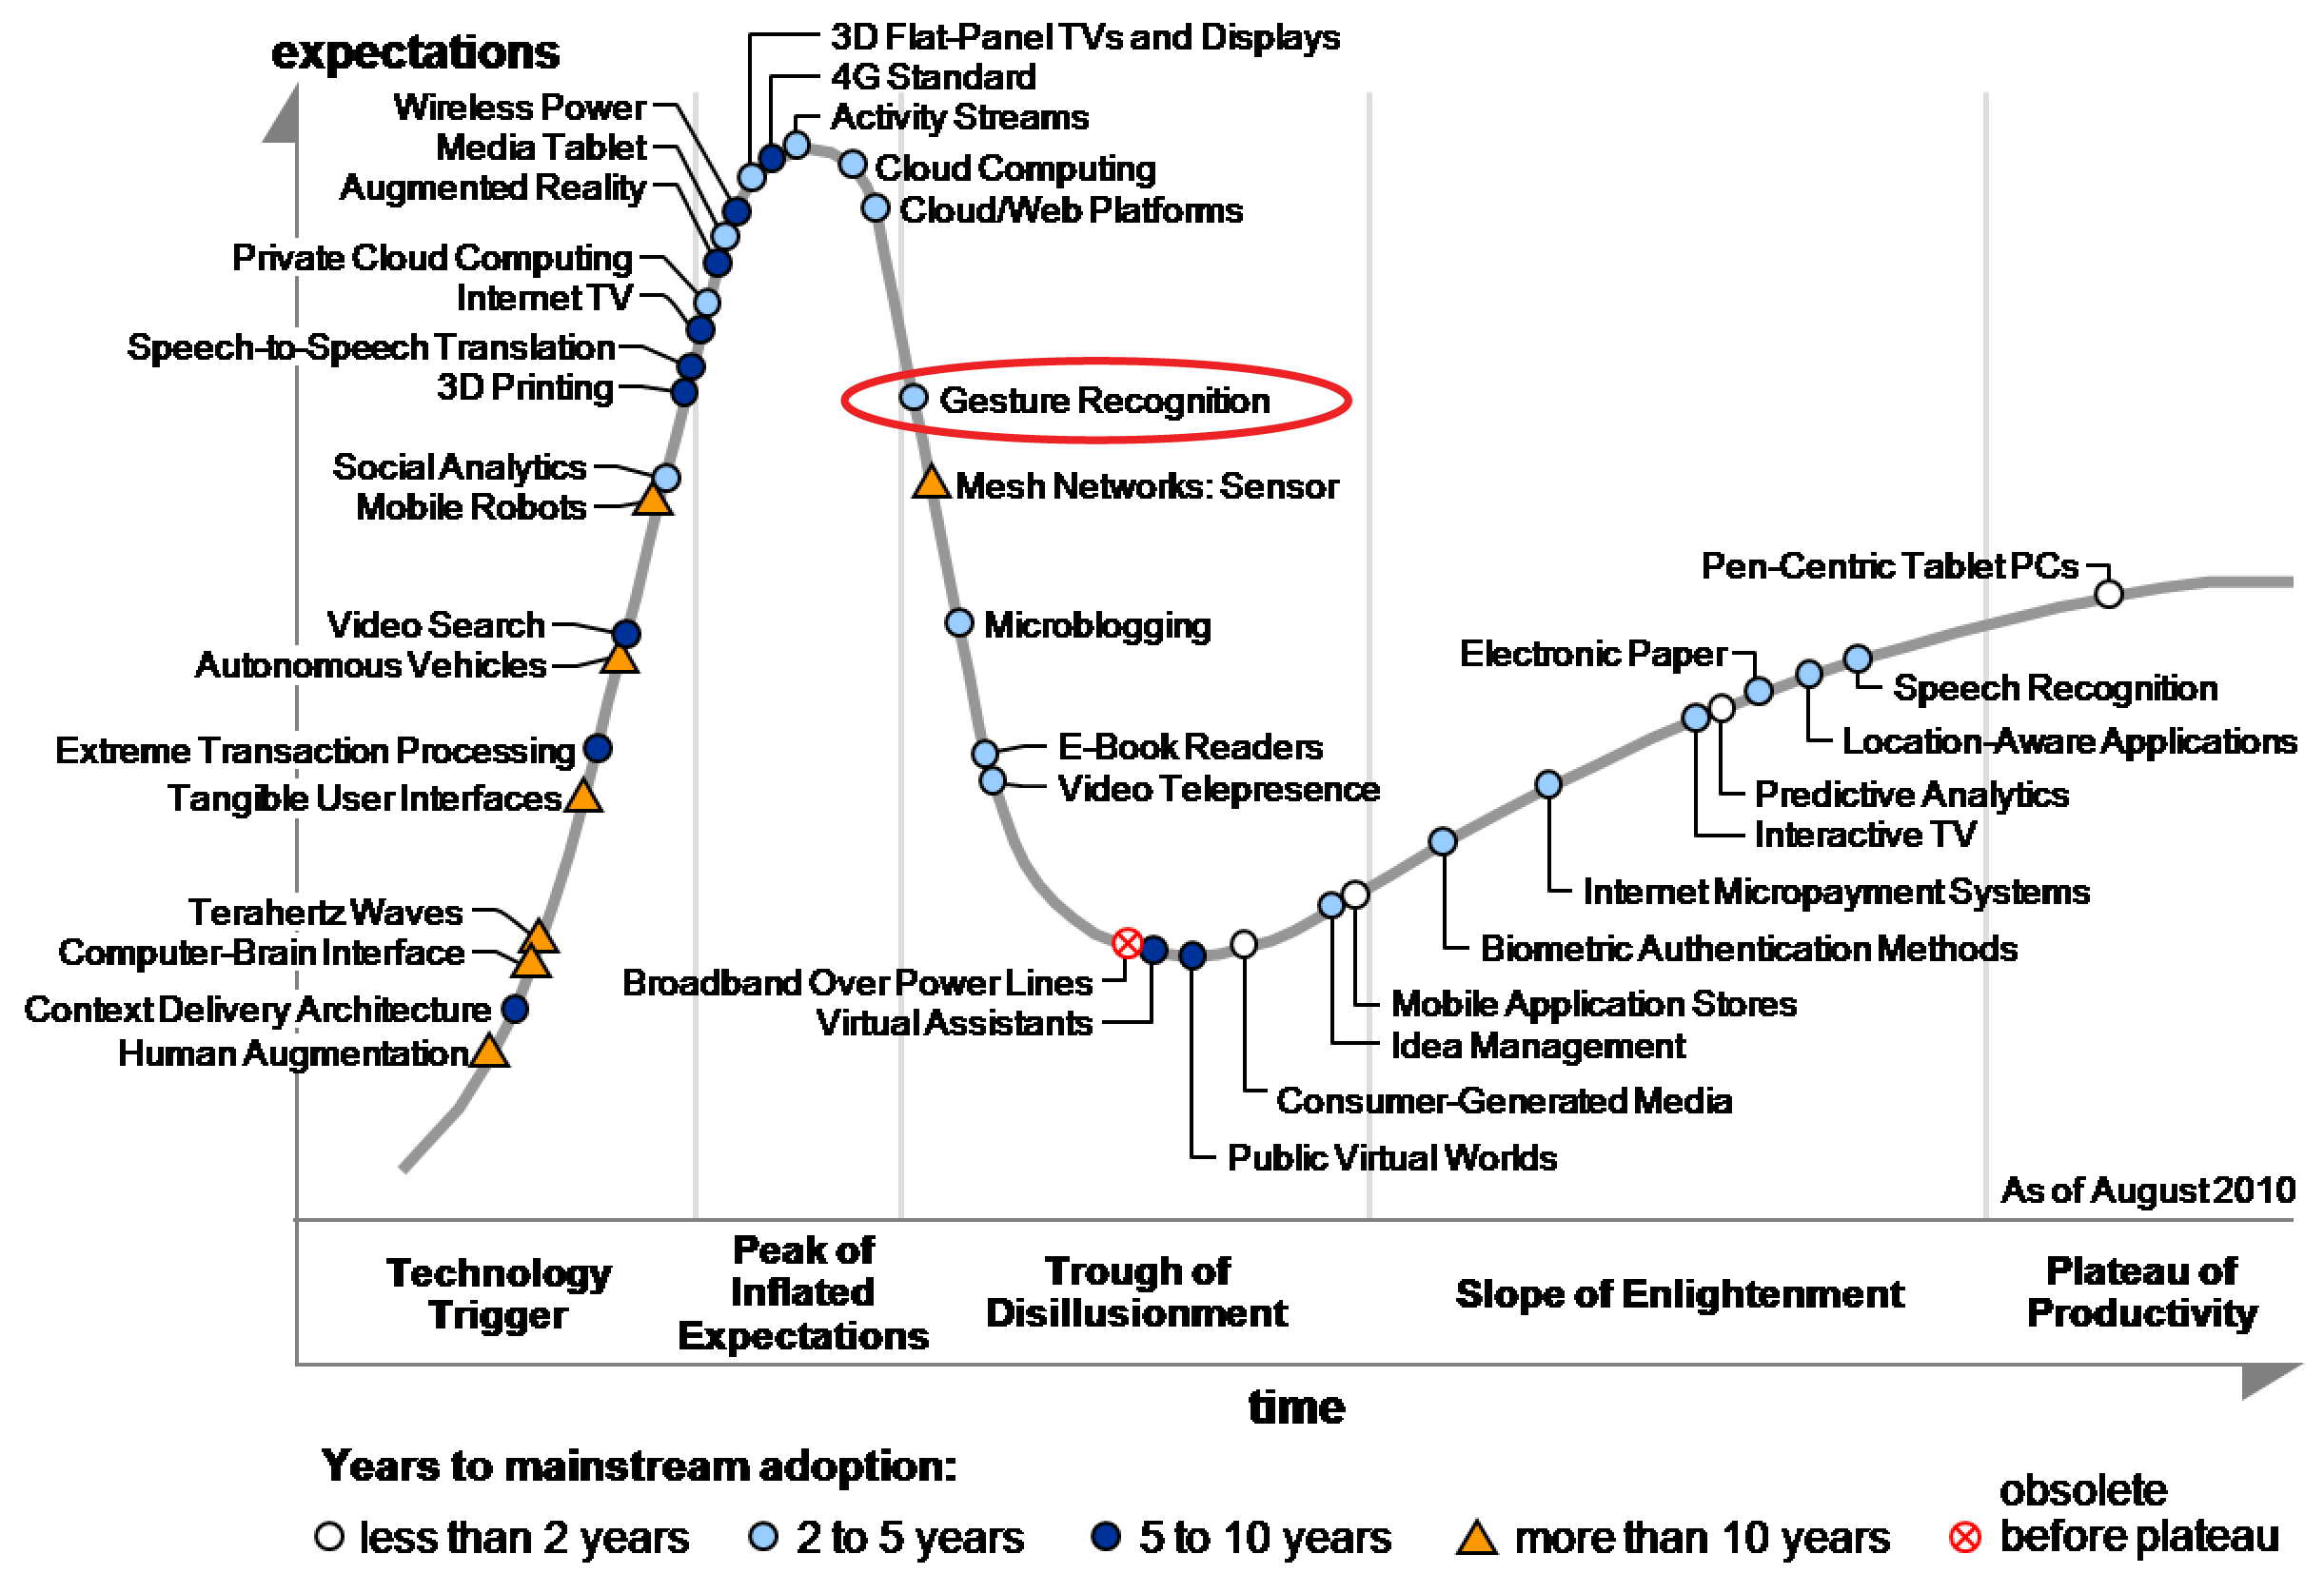 expectations
3D Flat-Panel TVs and Displays
4G Standard
Activity Streams
Wireless Power
Media Tablet
Augmented Reality
Cloud Computing
Cloud/Web Platforms
Private Cloud Computing
Internet TV
Speech-to-Speech Translation
3D Printing
Gesture Recognition
Social Analytics
Mobile Robots
Mesh Networks: Sensor
Pen-Centric Tablet PCs
Video Search
Autonomous Vehicles
Microblogging
Electronic Paper
Speech Recognition
Location-Aware Applications
Extreme Transaction Processing
Tangible User Interfaces
E-Book Readers
Video Telepresence
Predictive Analytics
Interactive TV
Internet Micropayment Systems
Biometric Authentication Methods
Terahertz Waves
Computer-Brain Interface
Context Delivery Architecture
Human Augmentation
Broadband Over Power Lines
Virtual Assistants
Mobile Application Stores
Idea Management
Consumer-Generated Media
Public Virtual Worlds
As of August 2010
Technology
Trigger
Peak of
Inflated
Expectations
Trough of
Disillusionment
Slope of Enlightenment
Plateau of
Productivity
time
Years to mainstream adoption:
less than 2 years
2 to 5 years
5 to 10 years
more than 10 years
obsolete
before plateau